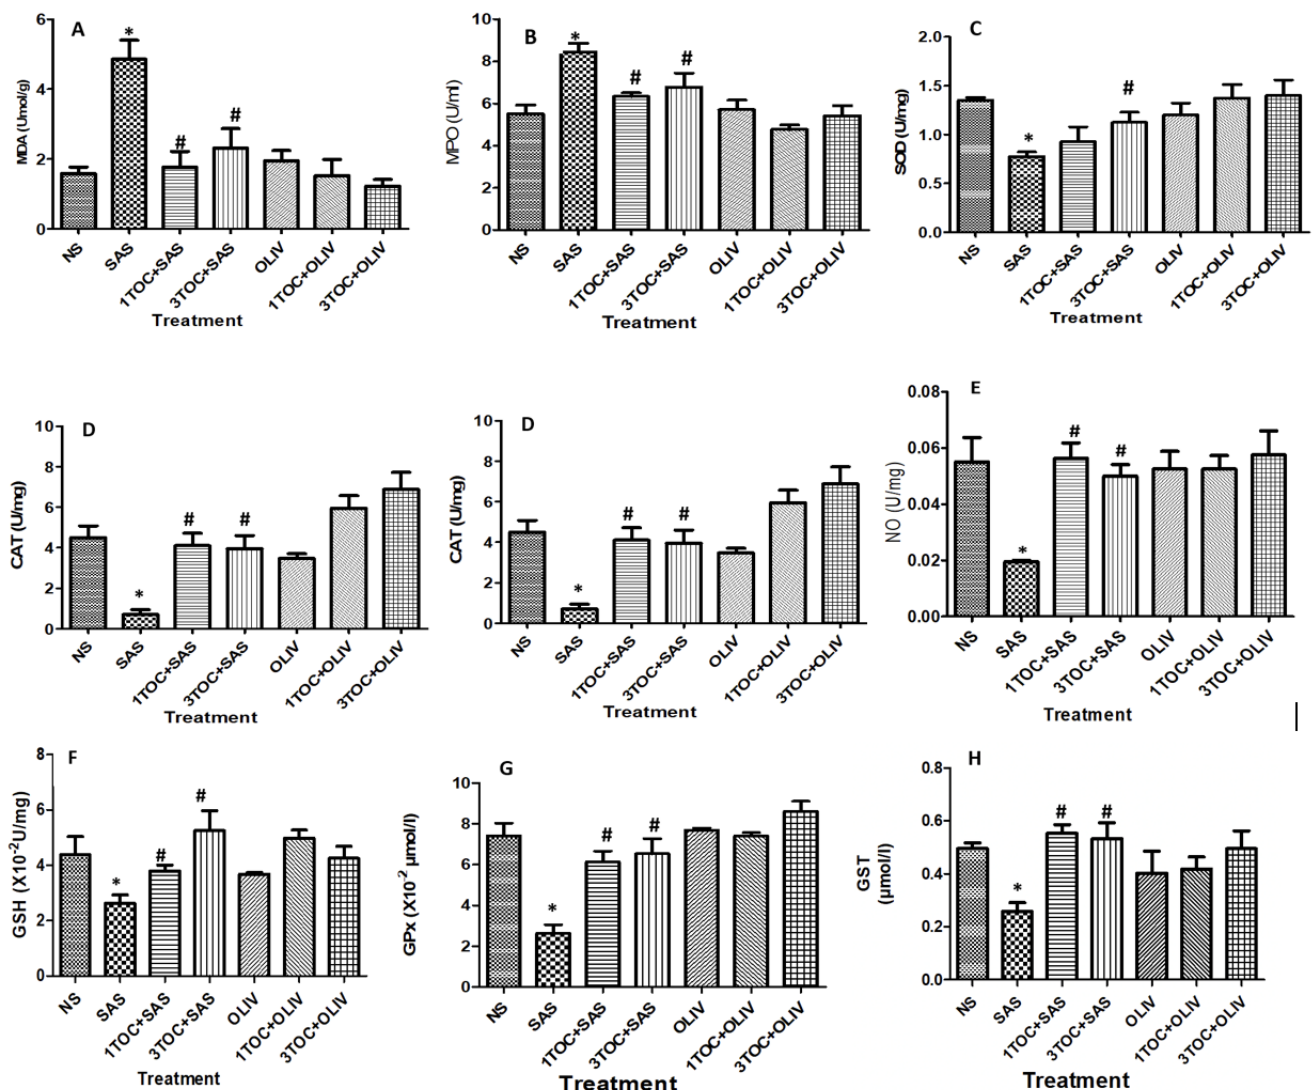 A
MDA (Umol/g)
6
4
2
0
*
#
#
NS
SAS
1TOC+SAS
3TOC+SAS
OLIV
1TOC+OLIV
3TOC+OLIV
Treatment
B
MPO (U/ml)
10
8
6
4
2
0
*
#
#
NS
SAS
1TOC+SAS
3TOC+SAS
OLIV
1TOC+OLIV
3TOC+OLIV
Treatment
C
SOD (U/mg)
2.0
1.5
1.0
0.5
0.0
*
#
NS
SAS
1TOC+SAS
3TOC+SAS
OLIV
1TOC+OLIV
3TOC+OLIV
Treatment
D
CAT (U/mg)
10
8
6
4
2
0
*
#
#
NS
SAS
1TOC+SAS
3TOC+SAS
OLIV
1TOC+OLIV
3TOC+OLIV
Treatment
D
CAT (U/mg)
10
8
6
4
2
0
*
#
#
NS
SAS
1TOC+SAS
3TOC+SAS
OLIV
1TOC+OLIV
3TOC+OLIV
Treatment
E
NO (U/mg)
0.08
0.06
0.04
0.02
0.00
*
#
#
NS
SAS
1TOC+SAS
3TOC+SAS
OLIV
1TOC+OLIV
3TOC+OLIV
Treatment
F
GSH (X10⁻²U/mg)
8
6
4
2
0
*
#
#
NS
SAS
1TOC+SAS
3TOC+SAS
OLIV
1TOC+OLIV
3TOC+OLIV
Treatment
G
GPx (X10⁻² µmol/l)
10
8
6
4
2
0
*
#
#
NS
SAS
1TOC+SAS
3TOC+SAS
OLIV
1TOC+OLIV
3TOC+OLIV
Treatment
H
GST
(µmol/l)
0.8
0.6
0.4
0.2
0.0
*
#
#
NS
SAS
1TOC+SAS
3TOC+SAS
OLIV
1TOC+OLIV
3TOC+OLIV
Treatment